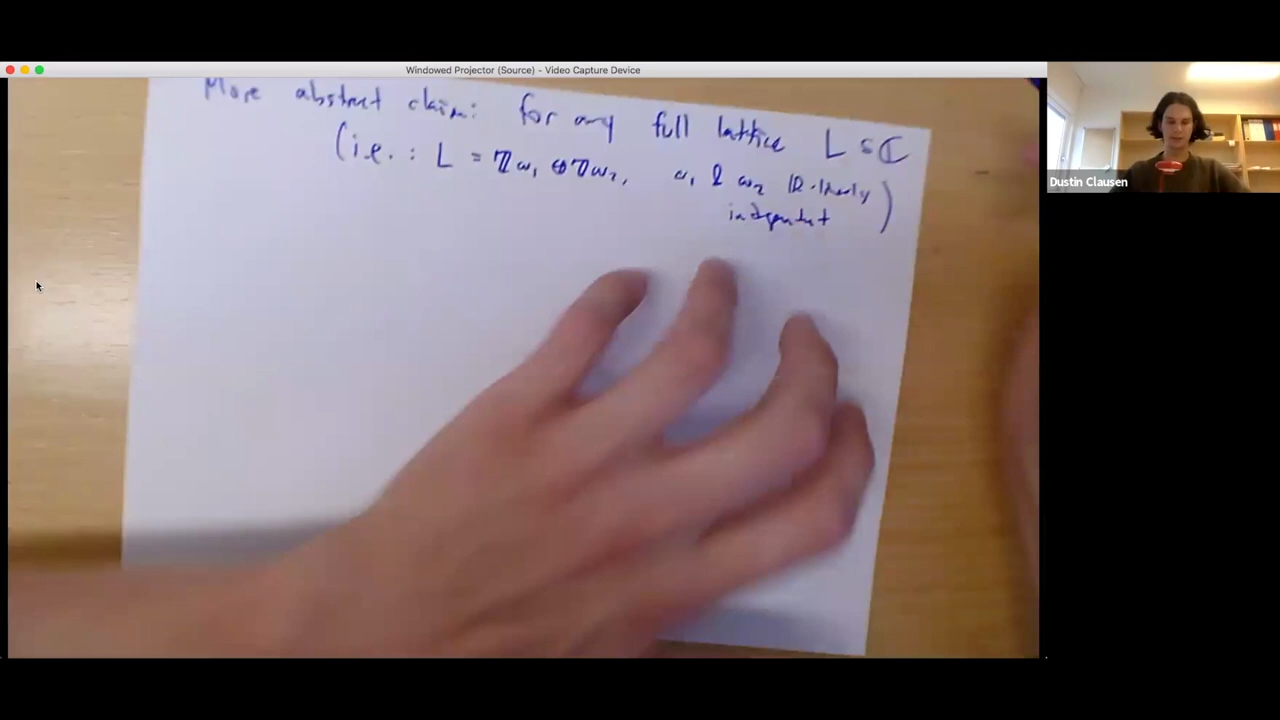 Windowed Projector (Source) - Video Capture Device
More abstract claim: for any full lattice L ⊆ ℂ
(i.e.: L = ℤω₁ ⊕ ℤω₂, ω₁ & ω₂ ℝ-linearly
independent)
Dustin Clausen